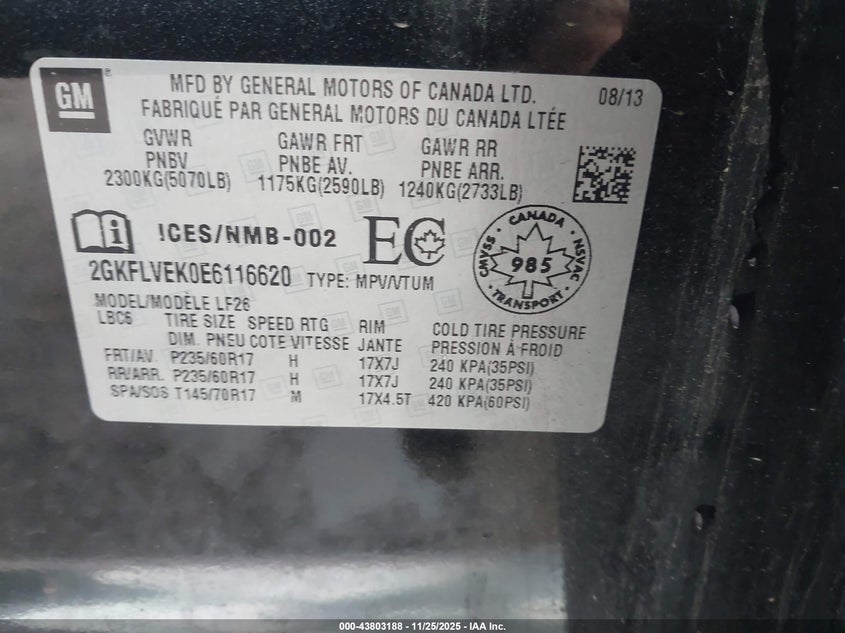 GM ®
MFD BY GENERAL MOTORS OF CANADA LTD. 08/13
FABRIQUÉ PAR GENERAL MOTORS DU CANADA LTÉE
GVWR GAWR FRT GAWR RR
PNBV PNBE AV. PNBE ARR.
2300KG(5070LB) 1175KG(2590LB) 1240KG(2733LB)
!CES/NMB-002 EC
CANADA
CMVSS 985 NSVAC
TRANSPORT
2GKFLVEK0E6116620 TYPE: MPV/VTUM
MODEL/MODÈLE LF26
LBC6 TIRE SIZE SPEED RTG RIM COLD TIRE PRESSURE
DIM. PNEU COTE VITESSE JANTE PRESSION À FROID
FRT/AV. P235/60R17 H 17X7J 240 KPA(35PSI)
RR/ARR. P235/60R17 H 17X7J 240 KPA(35PSI)
SPA/SOS T145/70R17 M 17X4.5T 420 KPA(60PSI)
000-43803188 - 11/25/2025 - IAA Inc.